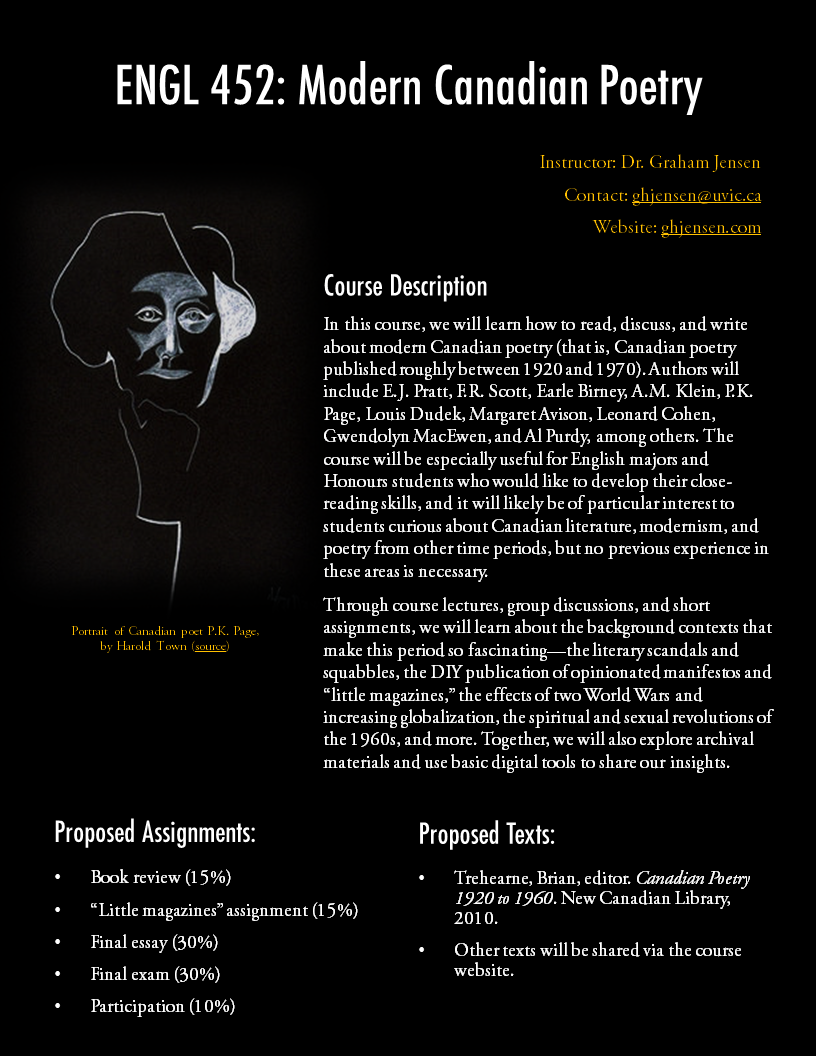 ENGL 452: Modern Canadian Poetry
Instructor: Dr. Graham Jensen
Contact: ghjensen@uvic.ca
Website: ghjensen.com
Course Description
In this course, we will learn how to read, discuss, and write
about modern Canadian poetry (that is, Canadian poetry
published roughly between 1920 and 1970). Authors will
include E.J. Pratt, F.R. Scott, Earle Birney, A.M. Klein, P.K.
Page, Louis Dudek, Margaret Avison, Leonard Cohen,
Gwendolyn MacEwen, and Al Purdy, among others. The
course will be especially useful for English majors and
Honours students who would like to develop their close-
reading skills, and it will likely be of particular interest to
students curious about Canadian literature, modernism, and
poetry from other time periods, but no previous experience in
these areas is necessary.
Through course lectures, group discussions, and short
assignments, we will learn about the background contexts that
make this period so fascinating—the literary scandals and
squabbles, the DIY publication of opinionated manifestos and
“little magazines,” the effects of two World Wars and
increasing globalization, the spiritual and sexual revolutions of
the 1960s, and more. Together, we will also explore archival
materials and use basic digital tools to share our insights.
Portrait of Canadian poet P.K. Page,
by Harold Town (source)
Proposed Assignments:
• Book review (15%)
• “Little magazines” assignment (15%)
• Final essay (30%)
• Final exam (30%)
• Participation (10%)
Proposed Texts:
• Trehearne, Brian, editor. Canadian Poetry
1920 to 1960. New Canadian Library,
2010.
• Other texts will be shared via the course
website.